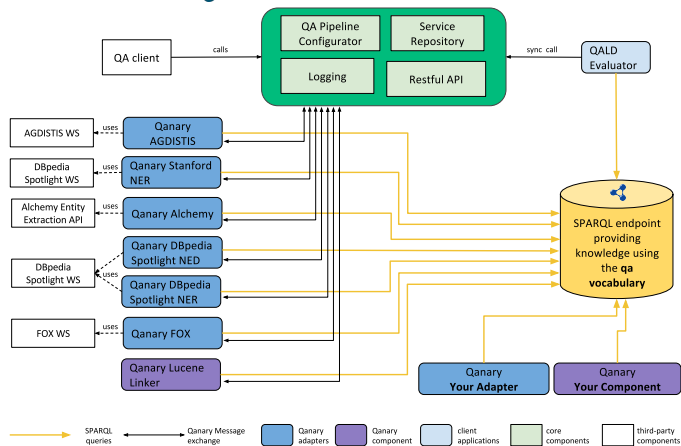 QA Pipeline
Configurator
Service
Repository
QA client
calls
Logging
Restful API
sync call
QALD
Evaluator
AGDISTIS WS
uses
Qanary
AGDISTIS
DBpedia
Spotlight WS
uses
Qanary Stanford
NER
Alchemy Entity
Extraction API
uses
Qanary Alchemy
SPARQL endpoint
providing
knowledge using
the qa
vocabulary
Qanary DBpedia
Spotlight NED
DBpedia
Spotlight WS
uses
Qanary DBpedia
Spotlight NER
FOX WS
uses
Qanary FOX
Qanary Lucene
Linker
Qanary
Your Adapter
Qanary
Your Component
SPARQL
queries
Qanary Message
exchange
Qanary
adapters
Qanary
component
client
applications
core
components
third-party
components